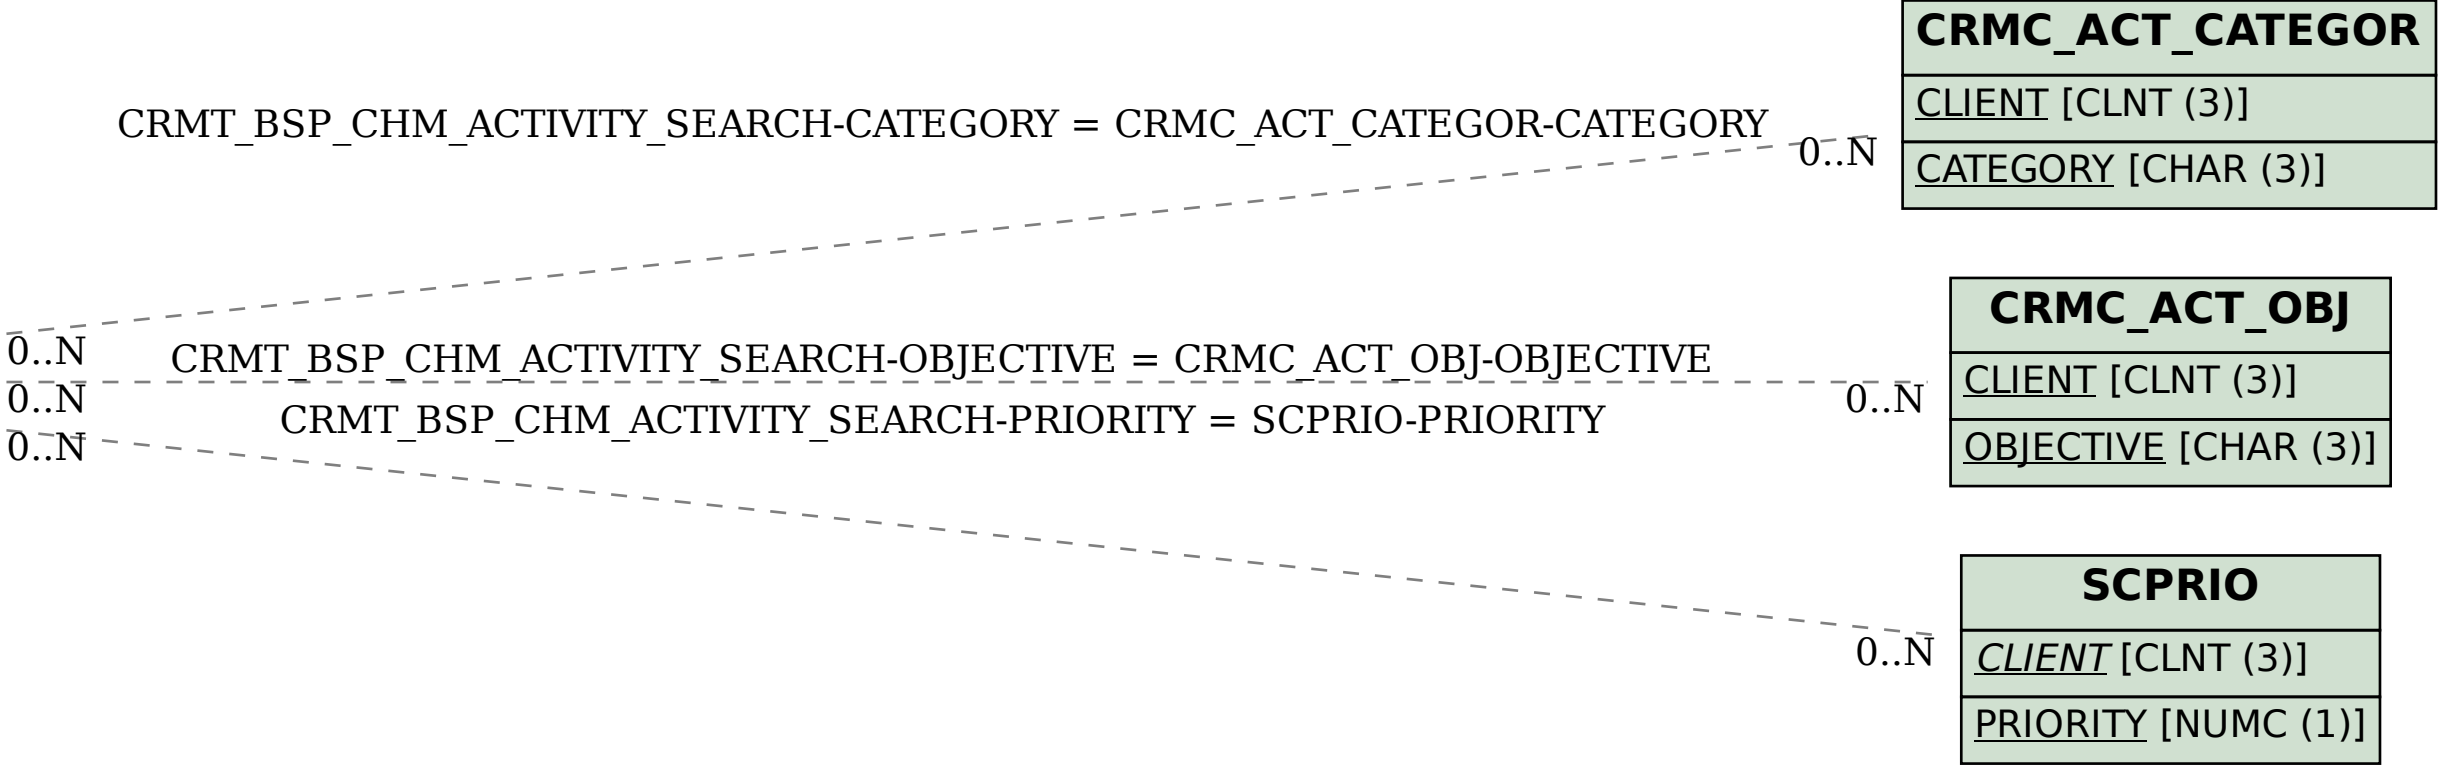 CRMC_ACT_CATEGOR
CLIENT [CLNT (3)]
CATEGORY [CHAR (3)]
CRMT_BSP_CHM_ACTIVITY_SEARCH-CATEGORY = CRMC_ACT_CATEGOR-CATEGORY
0..N
0..N
CRMT_BSP_CHM_ACTIVITY_SEARCH-OBJECTIVE = CRMC_ACT_OBJ-OBJECTIVE
0..N
0..N
CRMC_ACT_OBJ
CLIENT [CLNT (3)]
OBJECTIVE [CHAR (3)]
CRMT_BSP_CHM_ACTIVITY_SEARCH-PRIORITY = SCPRIO-PRIORITY
0..N
0..N
SCPRIO
CLIENT [CLNT (3)]
PRIORITY [NUMC (1)]